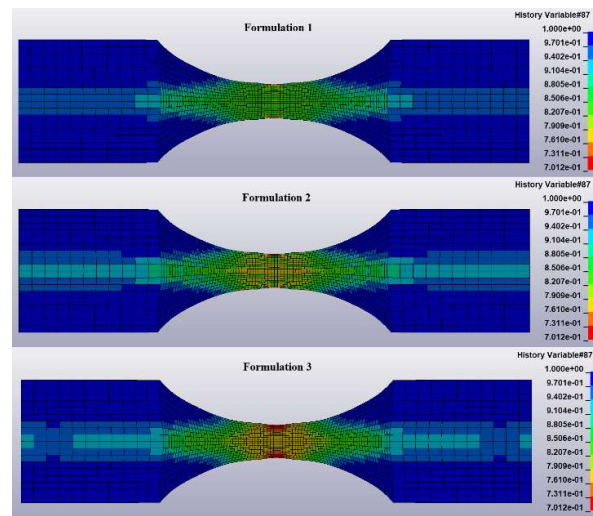 History Variable#87
Formulation 1
1.000e+00
9.701e-01
9.402e-01
9.104e-01
8.805e-01
8.506e-01
8.207e-01
7.909e-01
7.610e-01
7.311e-01
7.012e-01
History Variable#87
Formulation 2
1.000e+00
9.701e-01
9.402e-01
9.104e-01
8.805e-01
8.506e-01
8.207e-01
7.909e-01
7.610e-01
7.311e-01
7.012e-01
History Variable#87
Formulation 3
1.000e+00
9.701e-01
9.402e-01
9.104e-01
8.805e-01
8.506e-01
8.207e-01
7.909e-01
7.610e-01
7.311e-01
7.012e-01